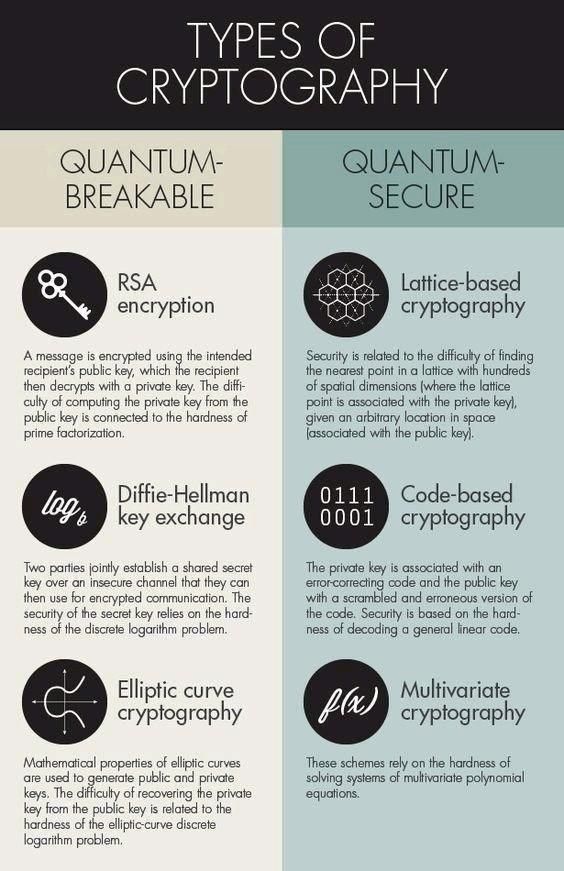 TYPES OF
CRYPTOGRAPHY
QUANTUM-
BREAKABLE
RSA
encryption
A message is encrypted using the intended
recipient's public key, which the recipient
then decrypts with a private key. The diffi-
culty of computing the private key from the
public key is connected to the hardness of
prime factorization.
log b
Diffie-Hellman
key exchange
Two parties jointly establish a shared secret
key over an insecure channel that they can
then use for encrypted communication. The
security of the secret key relies on the hard-
ness of the discrete logarithm problem.
Elliptic curve
cryptography
Mathematical properties of elliptic curves
are used to generate public and private
keys. The difficulty of recovering the private
key from the public key is related to the
hardness of the elliptic-curve discrete
logarithm problem.
QUANTUM-
SECURE
Lattice-based
cryptography
Security is related to the difficulty of finding
the nearest point in a lattice with hundreds
of spatial dimensions (where the lattice
point is associated with the private key),
given an arbitrary location in space
(associated with the public key).
0111
0001
Code-based
cryptography
The private key is associated with an
error-correcting code and the public key
with a scrambled and erroneous version of
the code. Security is based on the hard-
ness of decoding a general linear code.
f(x)
Multivariate
cryptography
These schemes rely on the hardness of
solving systems of multivariate polynomial
equations.